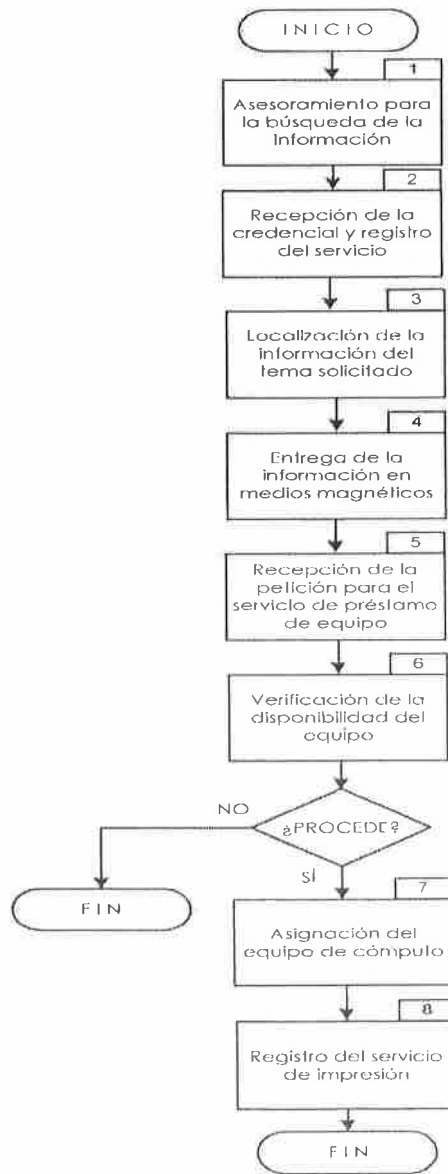 INICIO
1
Asesoramiento para
la búsqueda de la
Información
2
Recepción de la
credencial y registro
del servicio
3
Localización de la
información del
tema solicitado
4
Entrega de la
información en
medios magnéticos
5
Recepción de la
petición para el
servicio de préstamo
de equipo
6
Verificación de la
disponibilidad del
equipo
NO
¿PROCEDE?
SÍ
FIN
7
Asignación del
equipo de cómputo
8
Registro del servicio
de impresión
FIN